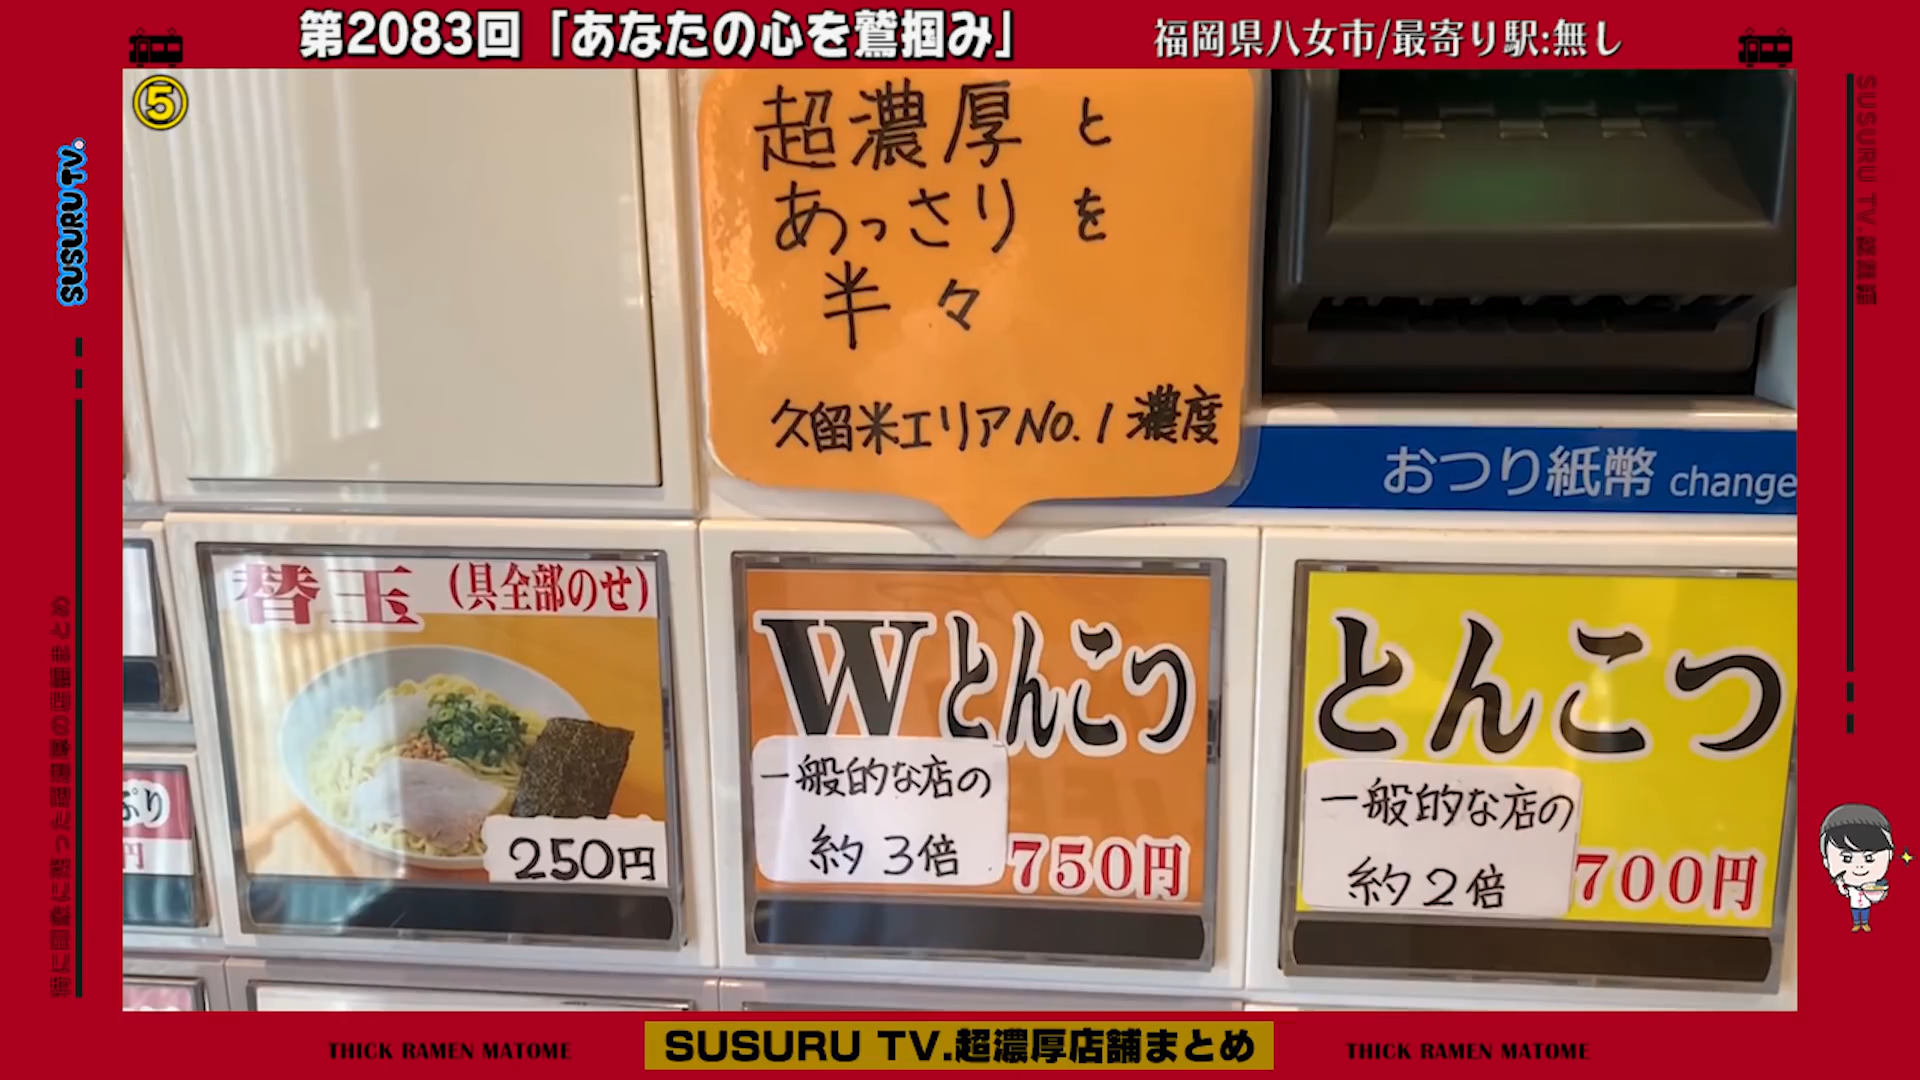 第2083回「あなたの心を鷲掴み」
福岡県八女市/最寄り駅:無し
⑤
SUSURU TV.
SUSURU TV.
超濃厚と
あっさりを
半々
久留米エリアNO.1濃度
おつり紙幣 change
替玉(具全部のせ)
250円
Wとんこつ
一般的な店の
約3倍
750円
とんこつ
一般的な店の
約2倍
700円
ぷり
円
THICK RAMEN MATOME
SUSURU TV.超濃厚店舗まとめ
THICK RAMEN MATOME